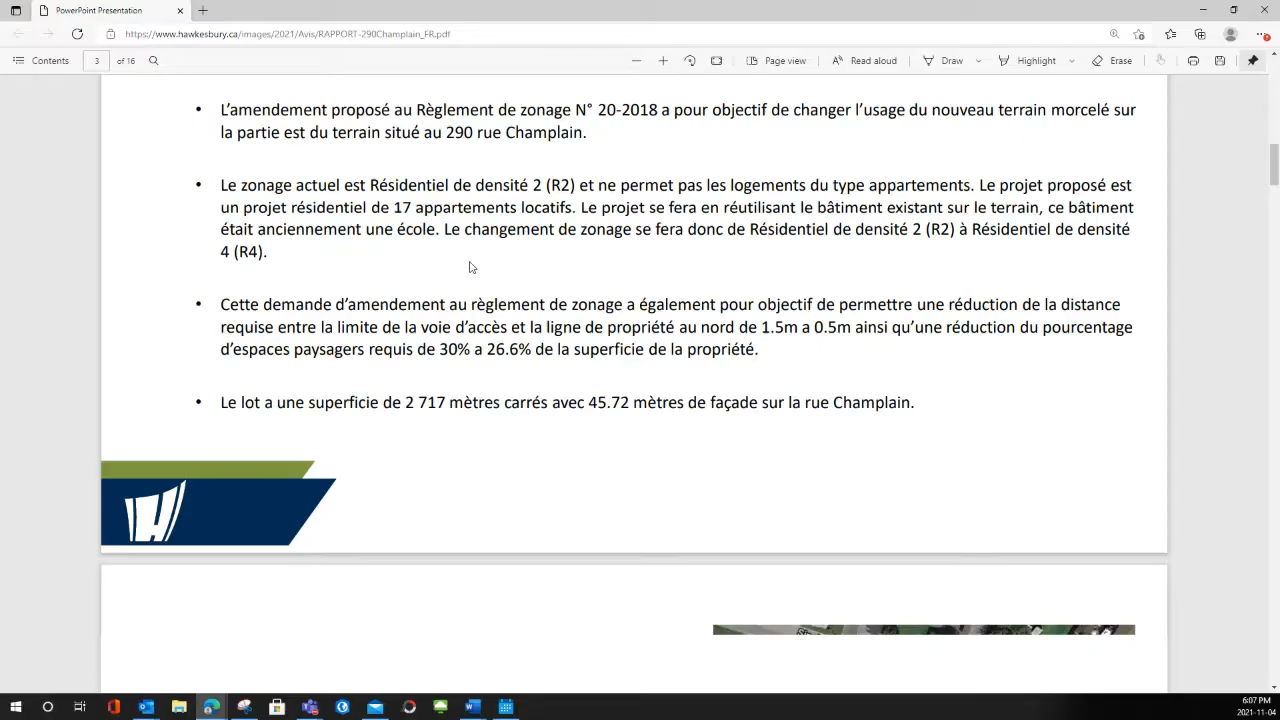 PowerPoint Presentation
https://www.hawkesbury.ca/images/2021/Avis/RAPPORT-290Champlain_FR.pdf
Contents 3 of 16 Page view Read aloud Draw Highlight Erase
• L’amendement proposé au Règlement de zonage N° 20-2018 a pour objectif de changer l’usage du nouveau terrain morcelé sur
la partie est du terrain situé au 290 rue Champlain.
• Le zonage actuel est Résidentiel de densité 2 (R2) et ne permet pas les logements du type appartements. Le projet proposé est
un projet résidentiel de 17 appartements locatifs. Le projet se fera en réutilisant le bâtiment existant sur le terrain, ce bâtiment
était anciennement une école. Le changement de zonage se fera donc de Résidentiel de densité 2 (R2) à Résidentiel de densité
4 (R4).
• Cette demande d’amendement au règlement de zonage a également pour objectif de permettre une réduction de la distance
requise entre la limite de la voie d’accès et la ligne de propriété au nord de 1.5m a 0.5m ainsi qu’une réduction du pourcentage
d’espaces paysagers requis de 30% a 26.6% de la superficie de la propriété.
• Le lot a une superficie de 2 717 mètres carrés avec 45.72 mètres de façade sur la rue Champlain.
6:07 PM
2021-11-04